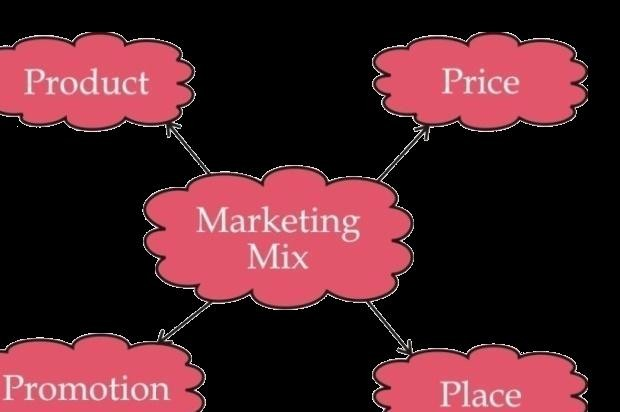 Product
Price
Marketing
Mix
Promotion
Place